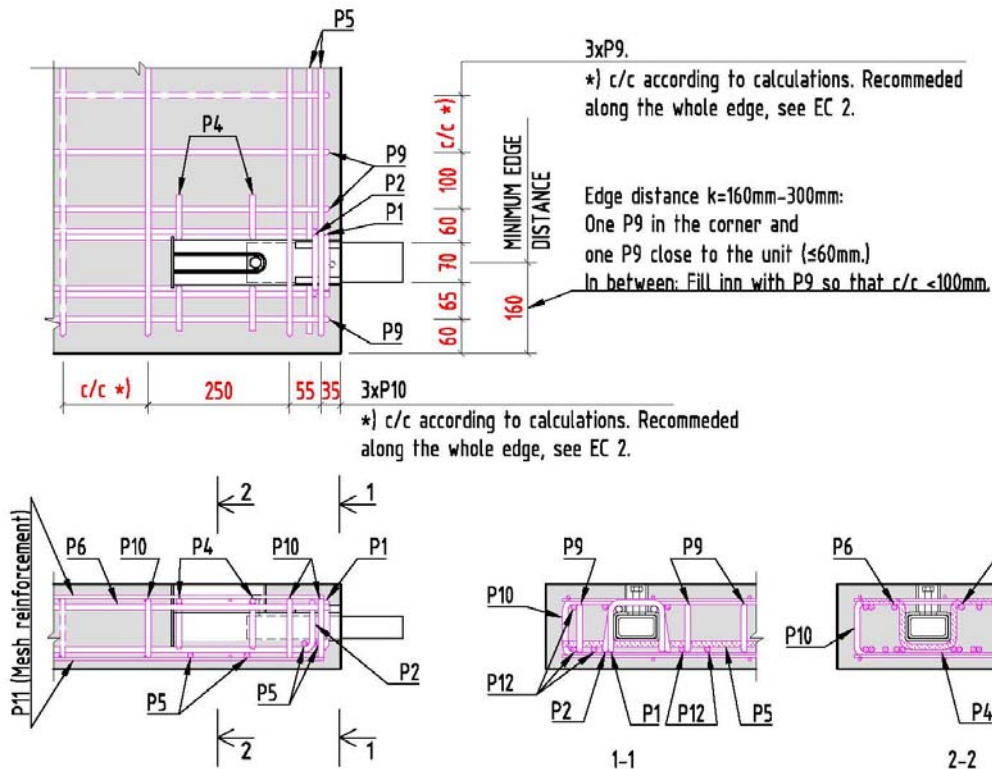 P5
3xP9.
*) c/c according to calculations. Recommeded
along the whole edge, see EC 2.
P4
c/c *)
P9
P2
P1
100
60
70
65
60
MINIMUM EDGE
DISTANCE
160
Edge distance k=160mm-300mm:
One P9 in the corner and
one P9 close to the unit (≤60mm.)
In between: Fill inn with P9 so that c/c <100mm.
P9
c/c *)
250
55
35
3xP10
*) c/c according to calculations. Recommeded
along the whole edge, see EC 2.
2
1
P11 (Mesh reinforcement)
P6
P10
P4
P10
P1
P9
P9
P6
P10
P10
P5
P5
P2
P12
P2
P1
P12
P5
P4
2
1
1-1
2-2